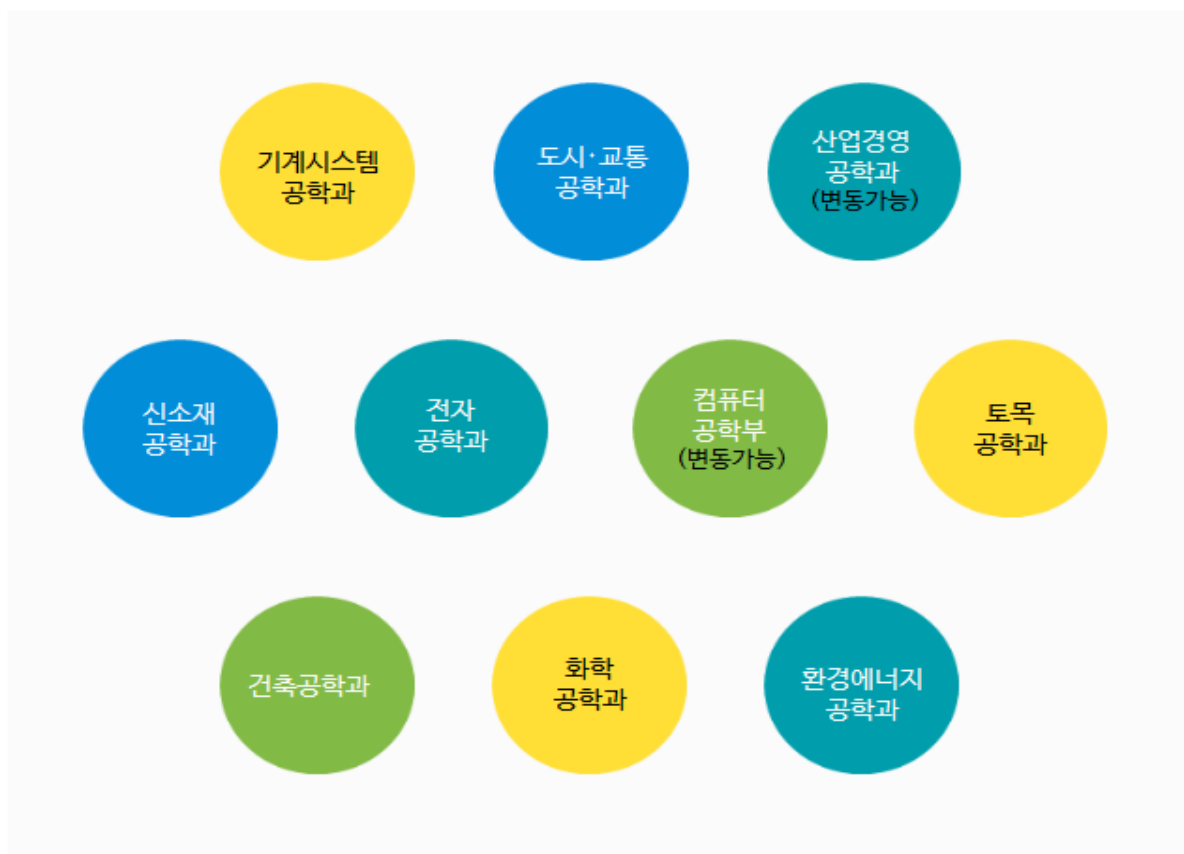 기계시스템
공학과
도시·교통
공학과
산업경영
공학과
(변동가능)
신소재
공학과
전자
공학과
컴퓨터
공학부
(변동가능)
토목
공학과
건축공학과
화학
공학과
환경에너지
공학과